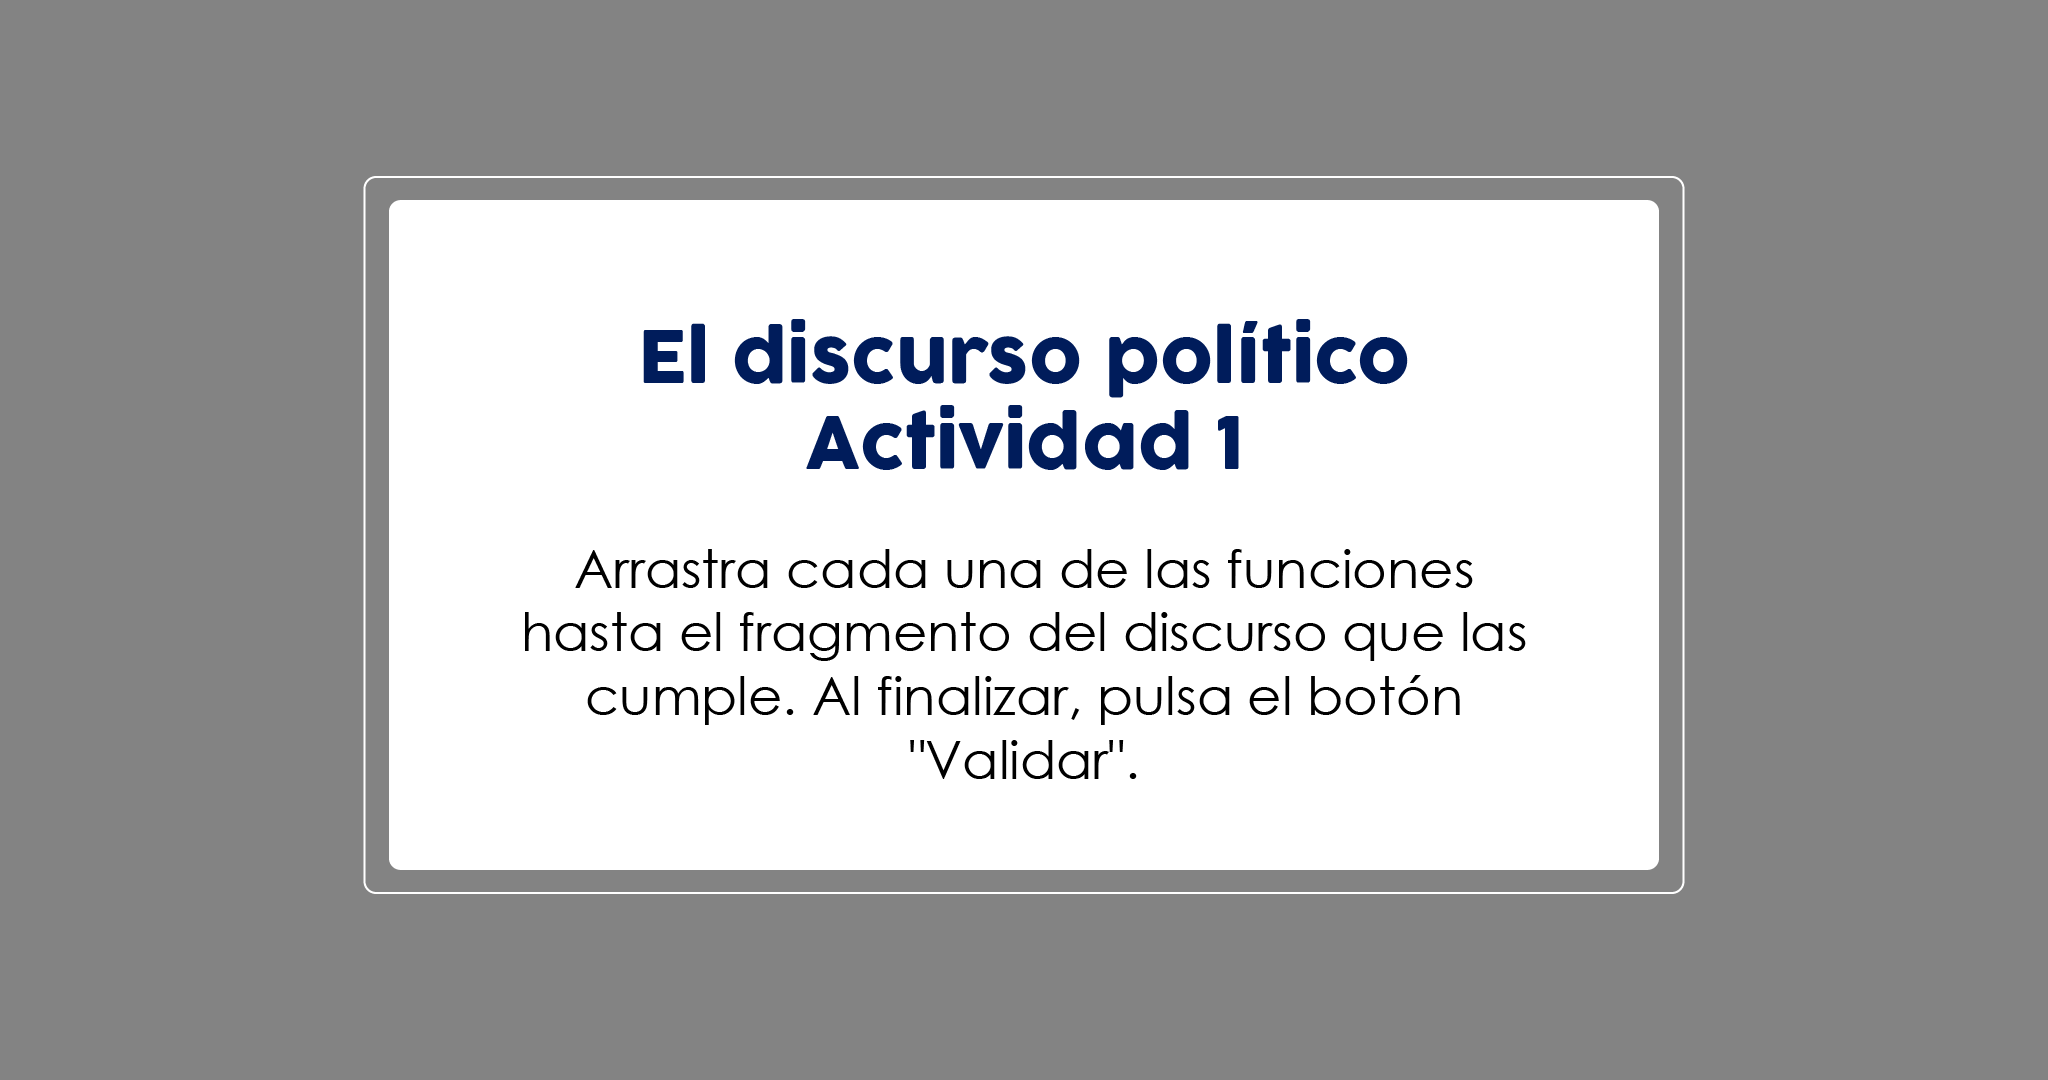 El discurso político
Actividad 1
Arrastra cada una de las funciones
hasta el fragmento del discurso que las
cumple. Al finalizar, pulsa el botón
"Validar".